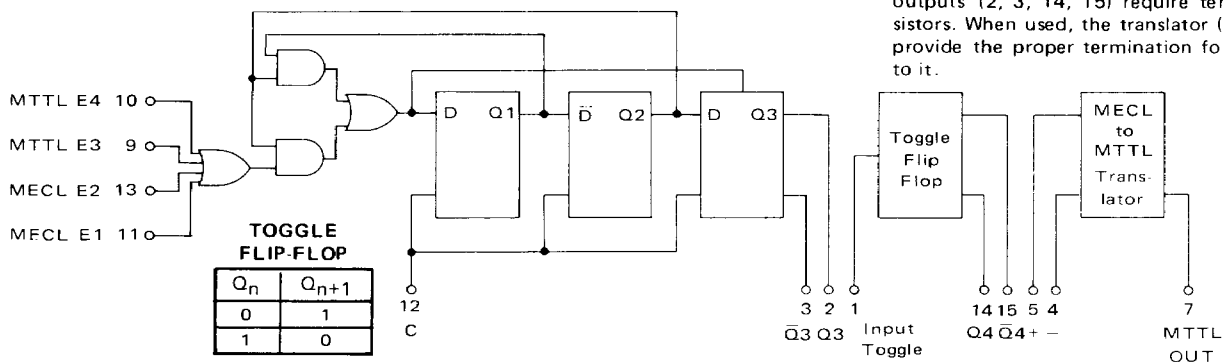 outputs (2, 3, 14, 15) require
sistors. When used, the translator
provide the proper termination
to it.
MTTL E4 10
MTTL E3 9
MECL E2 13
MECL E1 11
D Q1
D̅ Q2
D Q3
Toggle
Flip
Flop
MECL
to
MTTL
Trans-
lator
TOGGLE
FLIP-FLOP
Qn Qn+1
0 1
1 0
12
C
3 2 1 14 15 5 4 7
Q̅3 Q3 Input Toggle Q4 Q̅4 + − MTTL OUT